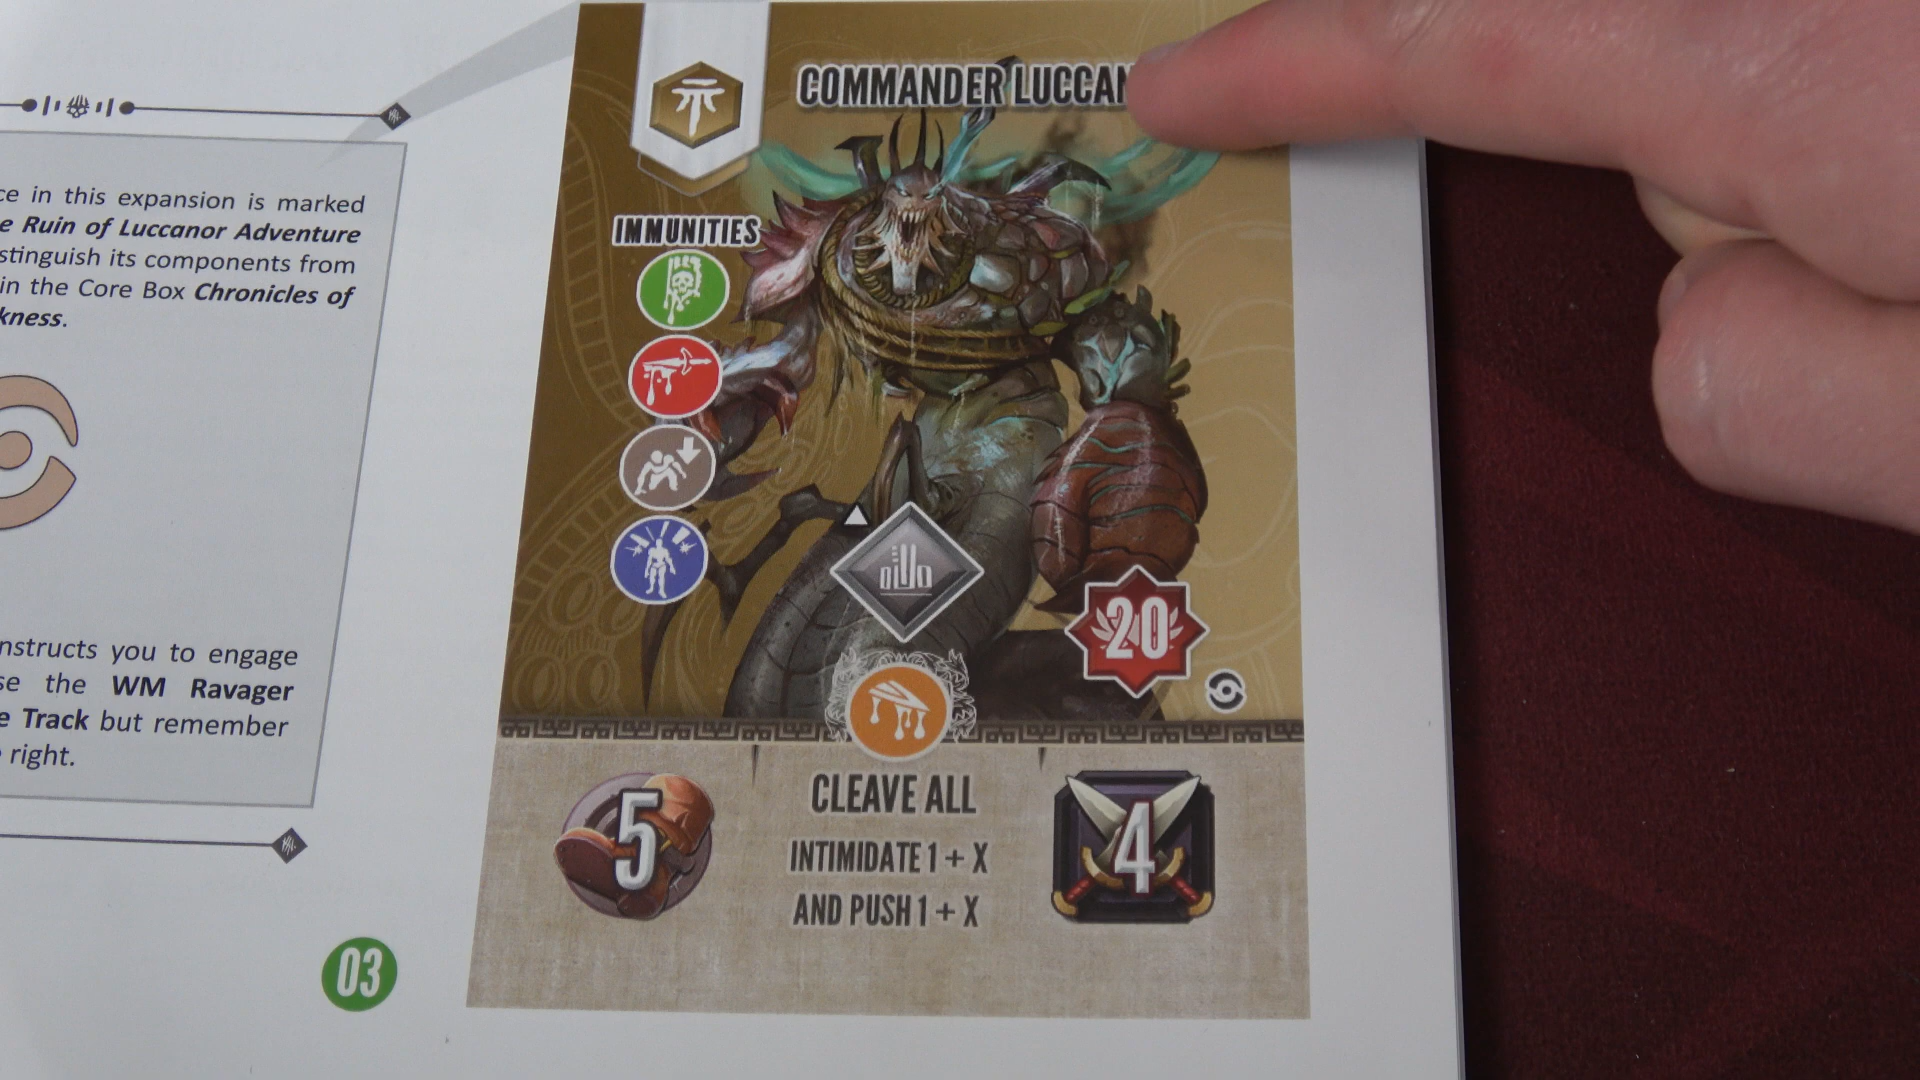 ce in this expansion is marked
e Ruin of Luccanor Adventure
stinguish its components from
in the Core Box Chronicles of
kness.
nstructs you to engage
se the WM Ravager
e Track but remember
right.
03
COMMANDER LUCCAN
IMMUNITIES
20
5
CLEAVE ALL
INTIMIDATE 1 + X
AND PUSH 1 + X
4